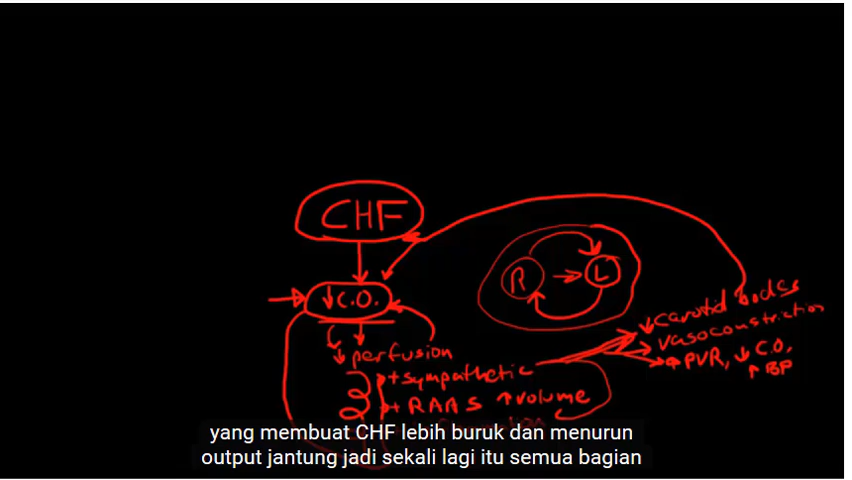 CHF
↓C.O.
R → L
↓ perfusion
+ sympathetic
+ RAAS ↑ volume
↓ carotid bodies
vasoconstriction
↑ PVR, ↓ C.O,
↑ BP
yang membuat CHF lebih buruk dan menurun
output jantung jadi sekali lagi itu semua bagian